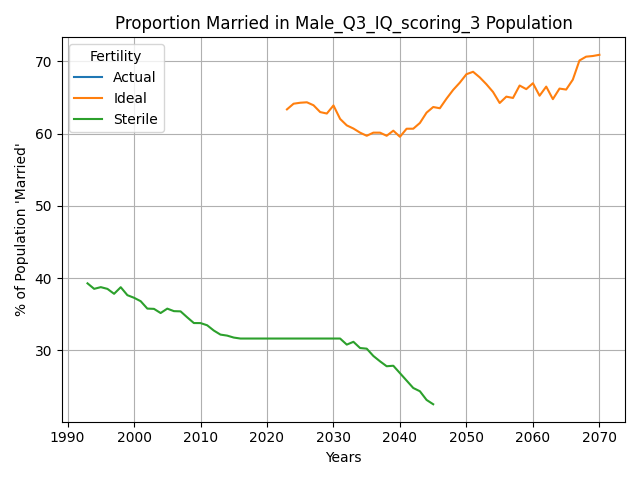 Proportion Married in Male_Q3_IQ_scoring_3 Population
Fertility
Actual
Ideal
Sterile
% of Population 'Married'
70
60
50
40
30
1990 2000 2010 2020 2030 2040 2050 2060 2070
Years